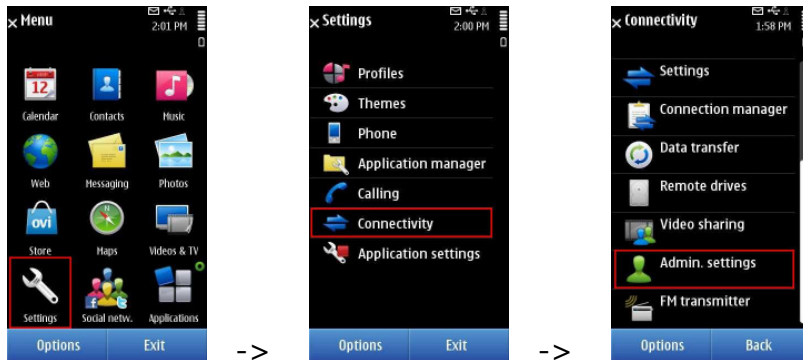 Menu
2:01 PM
12
Calendar
Contacts
Music
Web
Messaging
Photos
ovi
Store
Maps
Videos & TV
Settings
Social netw.
Applications
Options
Exit
->
Settings
2:00 PM
Profiles
Themes
Phone
Application manager
Calling
Connectivity
Application settings
Options
Exit
->
Connectivity
1:58 PM
Settings
Connection manager
Data transfer
Remote drives
Video sharing
Admin. settings
FM transmitter
Options
Back